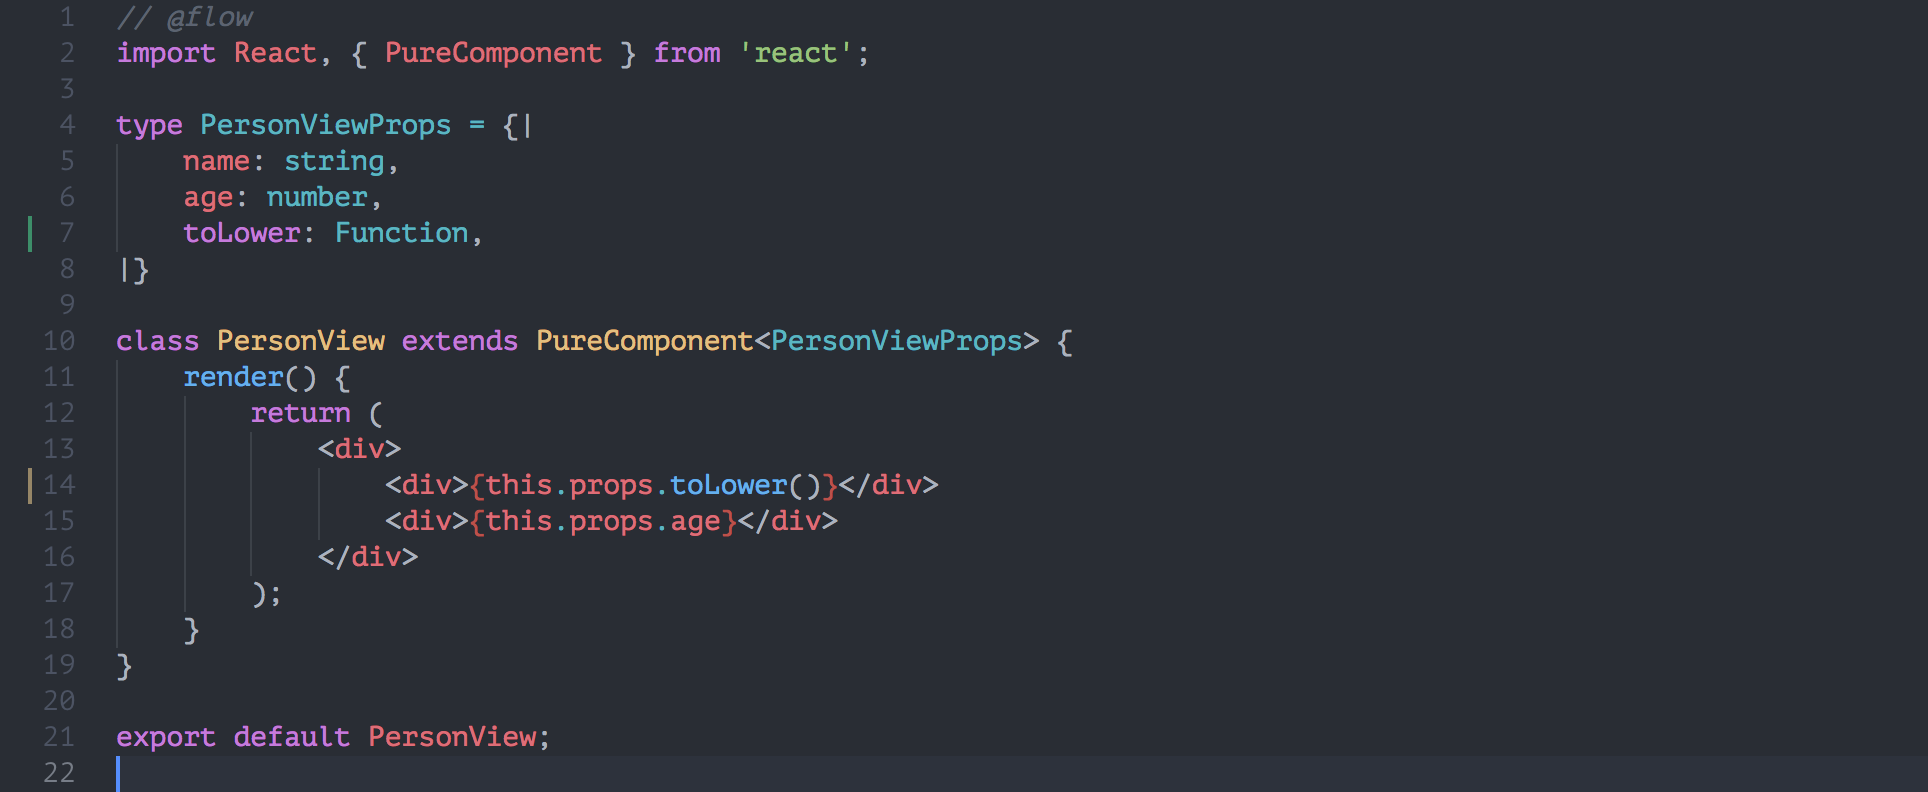 1 // @flow
2 import React, { PureComponent } from 'react';
3
4 type PersonViewProps = {|
5     name: string,
6     age: number,
7     toLower: Function,
8 |}
9
10 class PersonView extends PureComponent<PersonViewProps> {
11     render() {
12         return (
13             <div>
14                 <div>{this.props.toLower()}</div>
15                 <div>{this.props.age}</div>
16             </div>
17         );
18     }
19 }
20
21 export default PersonView;
22